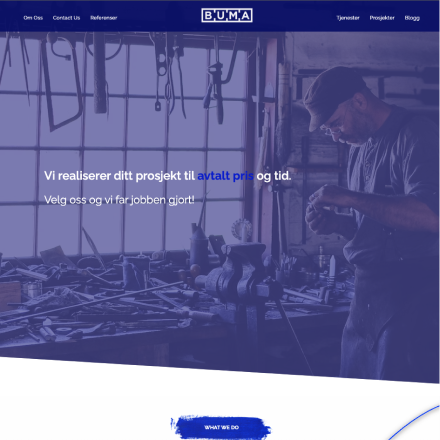 Om Oss Contact Us Referanser BUMA Tjenester Prosjekter Blogg
Vi realiserer ditt prosjekt til avtalt pris og tid.
Velg oss og vi får jobben gjort!
WHAT WE DO